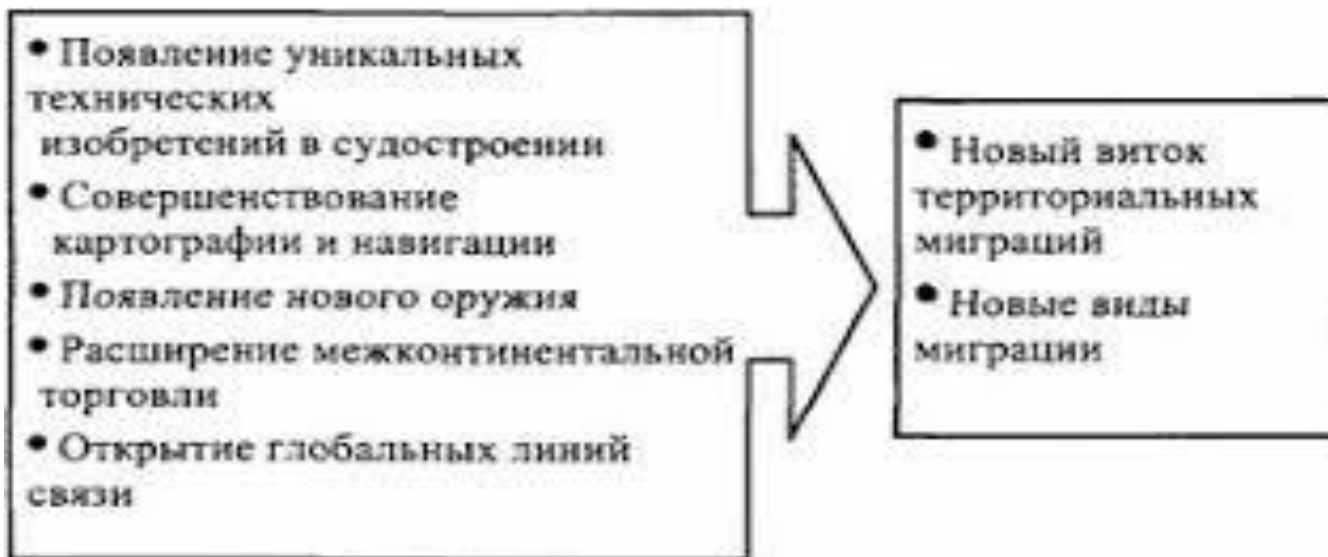 • Появление уникальных
технических
изобретений в судостроении
• Совершенствование
картографии и навигации
• Появление нового оружия
• Расширение межконтинентальной
торговли
• Открытие глобальных линий
связи
• Новый виток
территориальных
миграций
• Новые виды
миграции